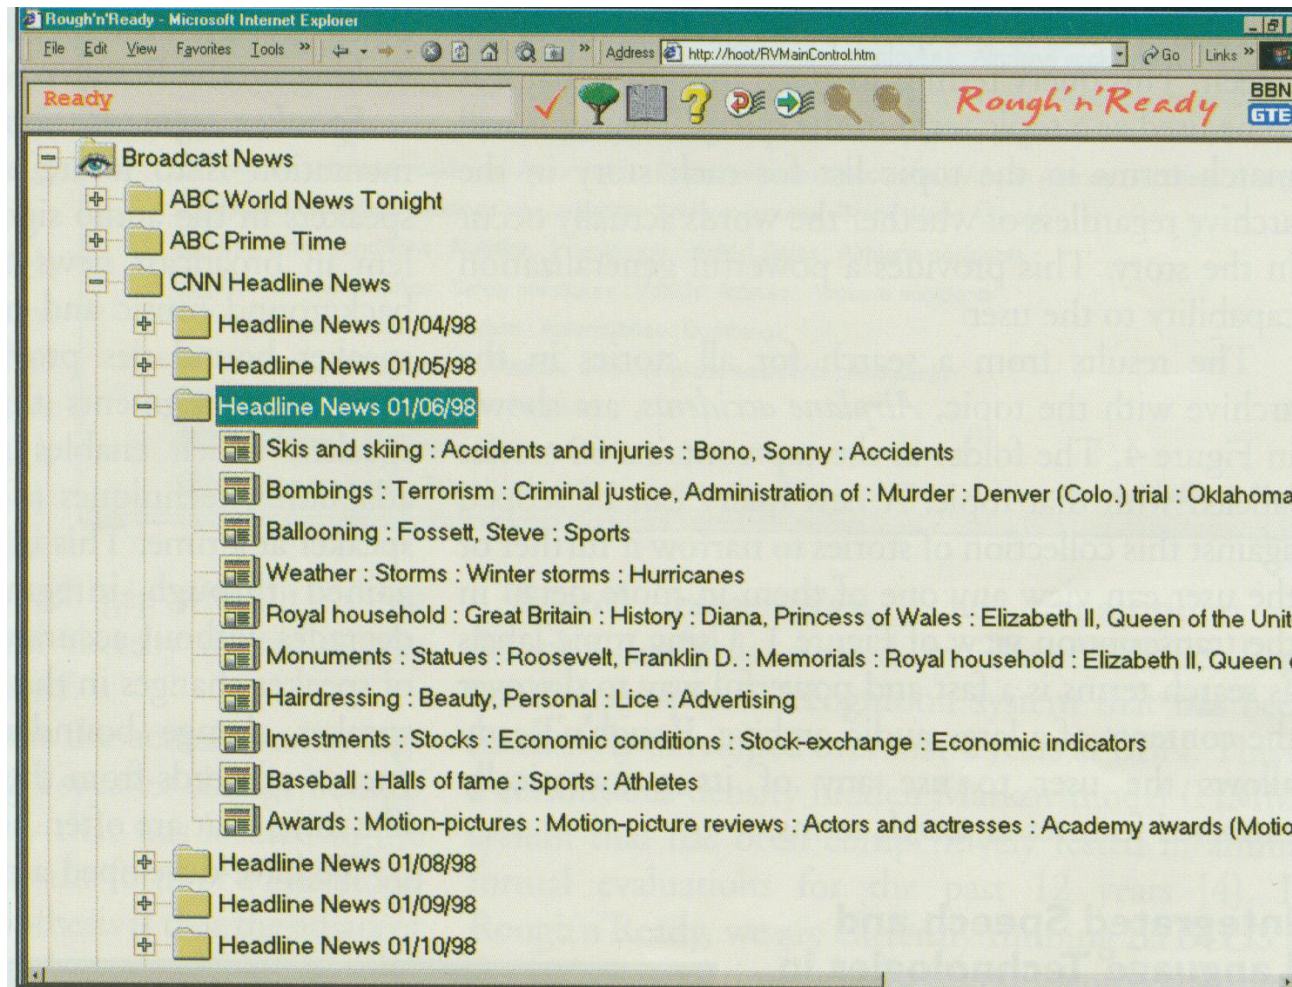 Rough'n'Ready - Microsoft Internet Explorer
File Edit View Favorites Tools » » Address http://hoot/RVMainControl.htm Go Links »
Ready Rough'n'Ready BBN
GTE
Broadcast News
ABC World News Tonight
ABC Prime Time
CNN Headline News
Headline News 01/04/98
Headline News 01/05/98
Headline News 01/06/98
Skis and skiing : Accidents and injuries : Bono, Sonny : Accidents
Bombings : Terrorism : Criminal justice, Administration of : Murder : Denver (Colo.) trial : Oklahoma
Ballooning : Fossett, Steve : Sports
Weather : Storms : Winter storms : Hurricanes
Royal household : Great Britain : History : Diana, Princess of Wales : Elizabeth II, Queen of the Unit
Monuments : Statues : Roosevelt, Franklin D. : Memorials : Royal household : Elizabeth II, Queen
Hairdressing : Beauty, Personal : Lice : Advertising
Investments : Stocks : Economic conditions : Stock-exchange : Economic indicators
Baseball : Halls of fame : Sports : Athletes
Awards : Motion-pictures : Motion-picture reviews : Actors and actresses : Academy awards (Motio
Headline News 01/08/98
Headline News 01/09/98
Headline News 01/10/98